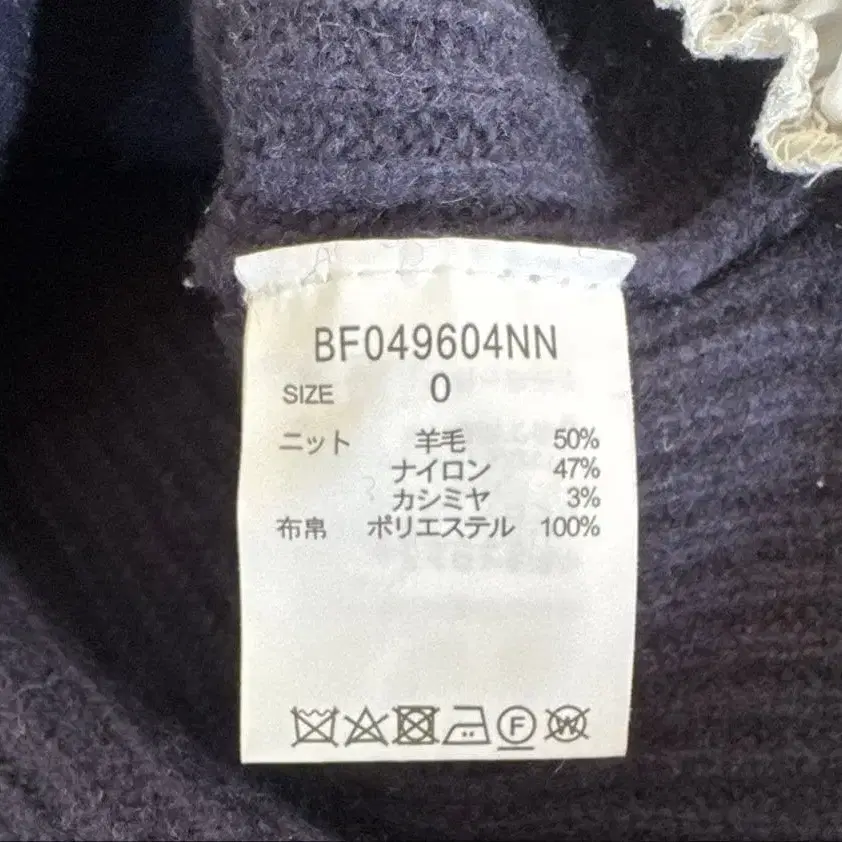 BF049604NN
SIZE 0
ニット 羊毛 50%
ナイロン 47%
カシミヤ 3%
布帛 ポリエステル 100%
F W